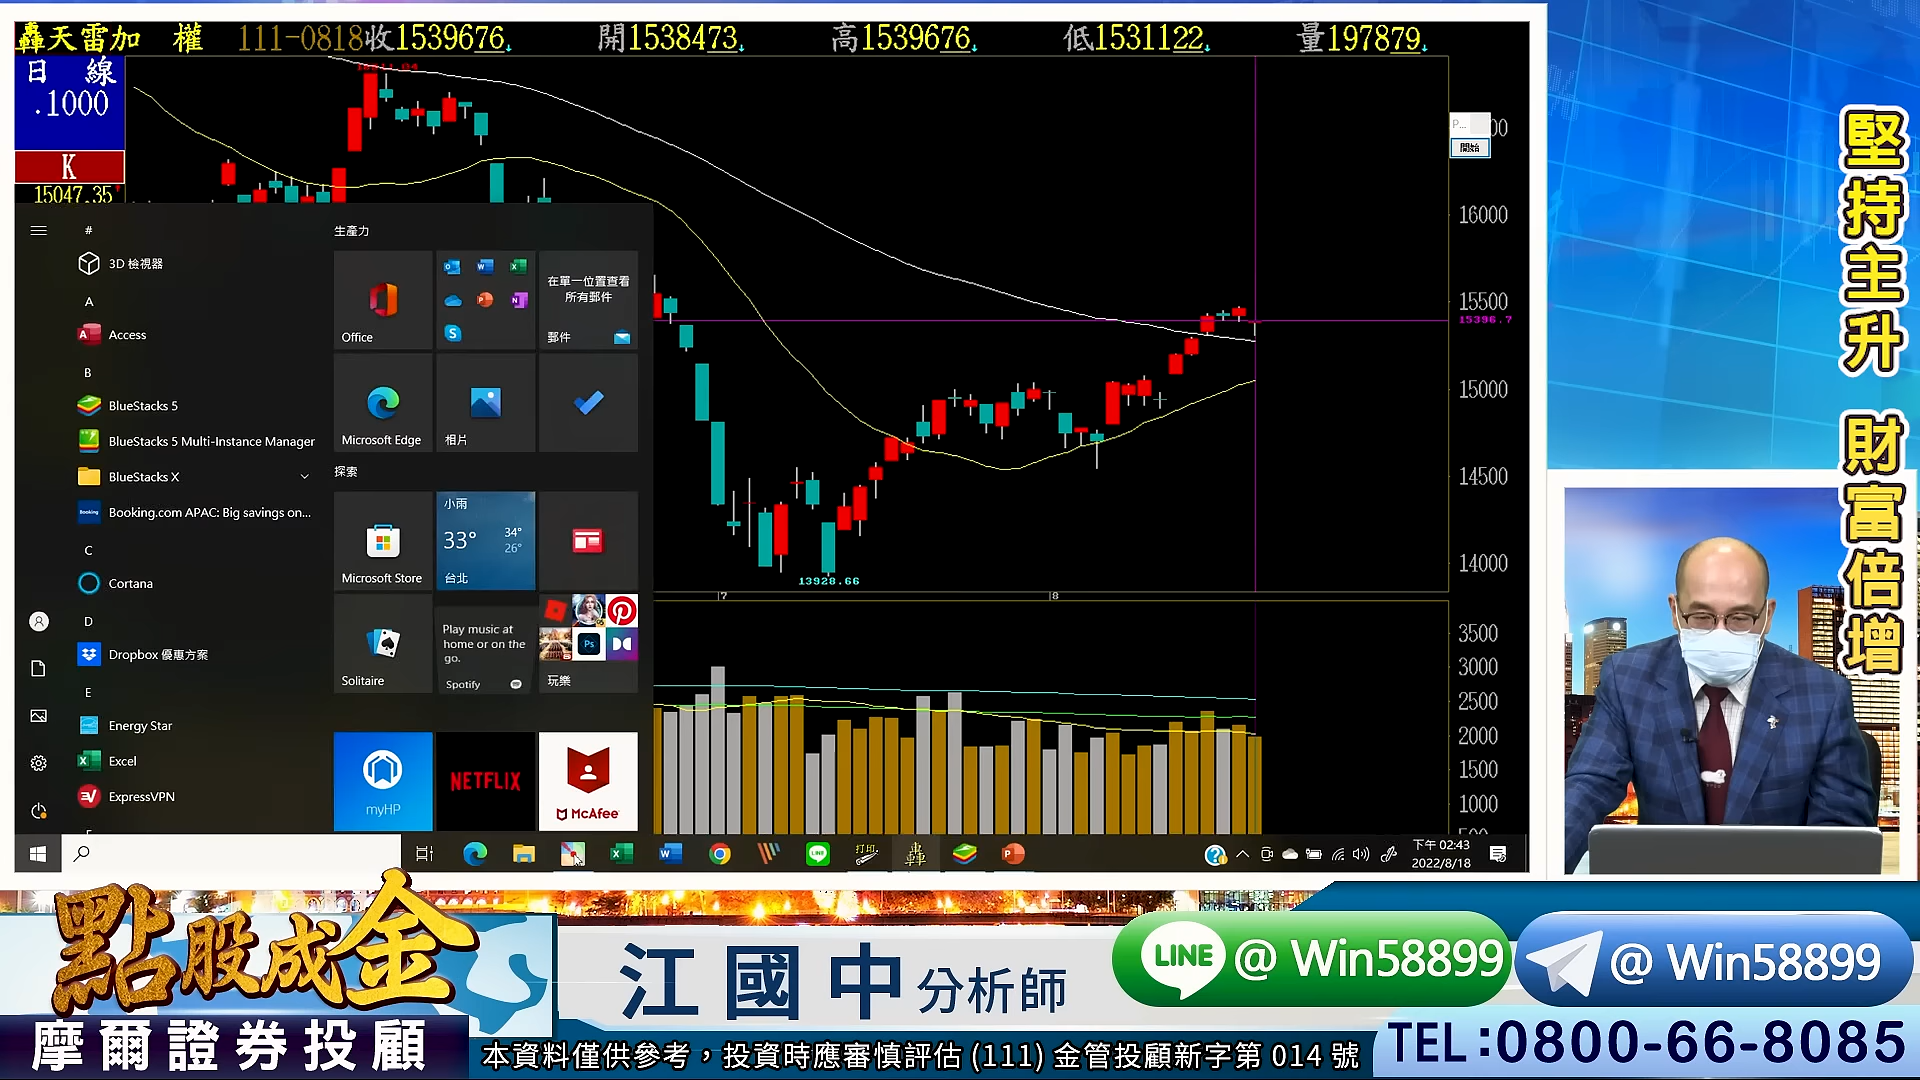 轟天雷加 權 111-0818收1539676 開1538473 高1539676 低1531122 量197879
日 線
.1000
K
15047.35
16000
15500
15396.7
15000
14500
14000
13928.66
7
8
3500
3000
2500
2000
1500
1000
P...
開始
#
3D 檢視器
A
Access
B
BlueStacks 5
BlueStacks 5 Multi-Instance Manager
BlueStacks X
Booking.com APAC: Big savings on...
C
Cortana
D
Dropbox 優惠方案
E
Energy Star
Excel
ExpressVPN
生產力
Office
在單一位置查看
所有郵件
郵件
Microsoft Edge
相片
探索
Microsoft Store
小雨
33°
34°
26°
台北
Solitaire
Play music at
home or on the
go.
Spotify
玩樂
myHP
NETFLIX
McAfee
打印
轟
下午 02:43
2022/8/18
堅持主升 財富倍增
點股成金
摩爾證券投顧
江國中 分析師
LINE @ Win58899
@ Win58899
TEL:0800-66-8085
本資料僅供參考，投資時應審慎評估 (111) 金管投顧新字第 014 號